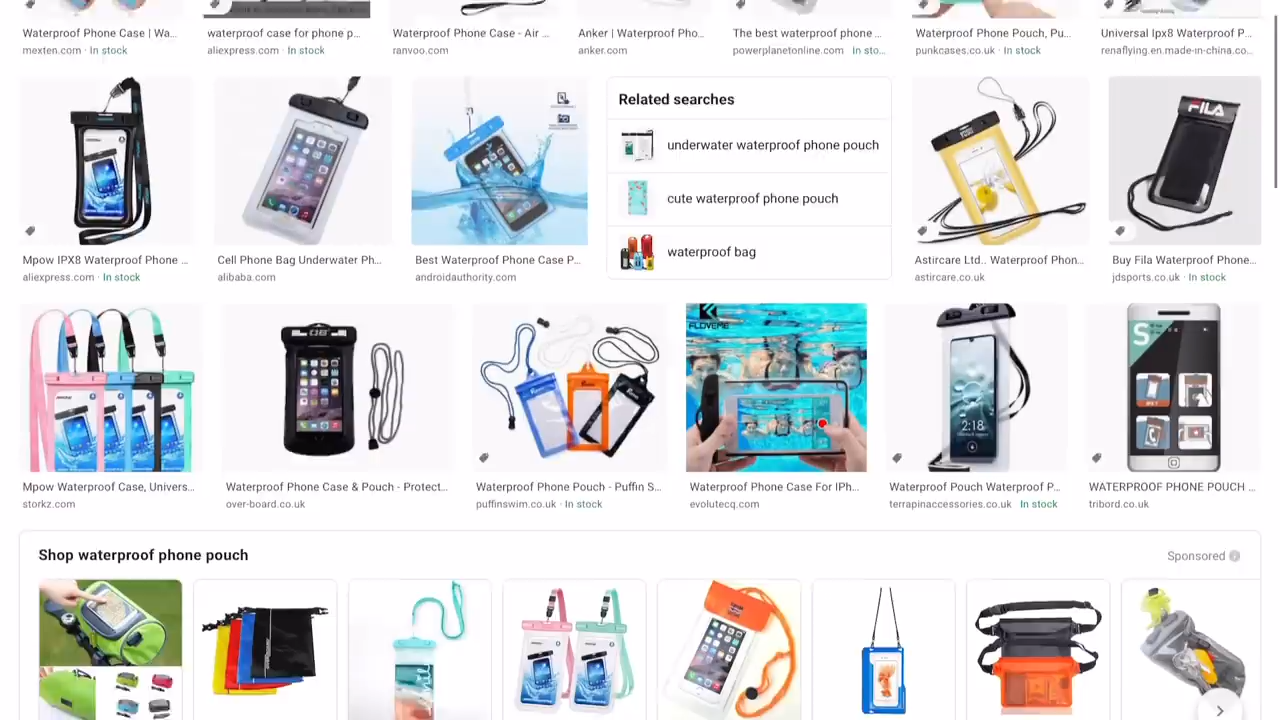 Waterproof Phone Case | Wa...
mexten.com · In stock
waterproof case for phone p...
aliexpress.com · In stock
Waterproof Phone Case - Air ...
ranvoo.com
Anker | Waterproof Pho...
anker.com
The best waterproof phone ...
powerplanetonline.com In sto...
Waterproof Phone Pouch, Pu...
punkcases.co.uk · In stock
Universal Ipx8 Waterproof P...
renaflying.en.made-in-china.co...
Mpow IPX8 Waterproof Phone ...
aliexpress.com · In stock
Cell Phone Bag Underwater Ph...
alibaba.com
Best Waterproof Phone Case P...
androidauthority.com
Related searches
underwater waterproof phone pouch
cute waterproof phone pouch
waterproof bag
Astircare Ltd.. Waterproof Phon...
astircare.co.uk
FILA
Buy Fila Waterproof Phone...
jdsports.co.uk · In stock
Mpow Waterproof Case, Univers...
storkz.com
OB
Waterproof Phone Case & Pouch - Protect...
over-board.co.uk
Waterproof Phone Pouch - Puffin S...
puffinswim.co.uk · In stock
FLOVEME
Waterproof Phone Case For IPh...
evolutecq.com
2:18
Waterproof Pouch Waterproof P...
terrapinaccessories.co.uk In stock
S
WATERPROOF PHONE POUCH ...
tribord.co.uk
Shop waterproof phone pouch
Sponsored